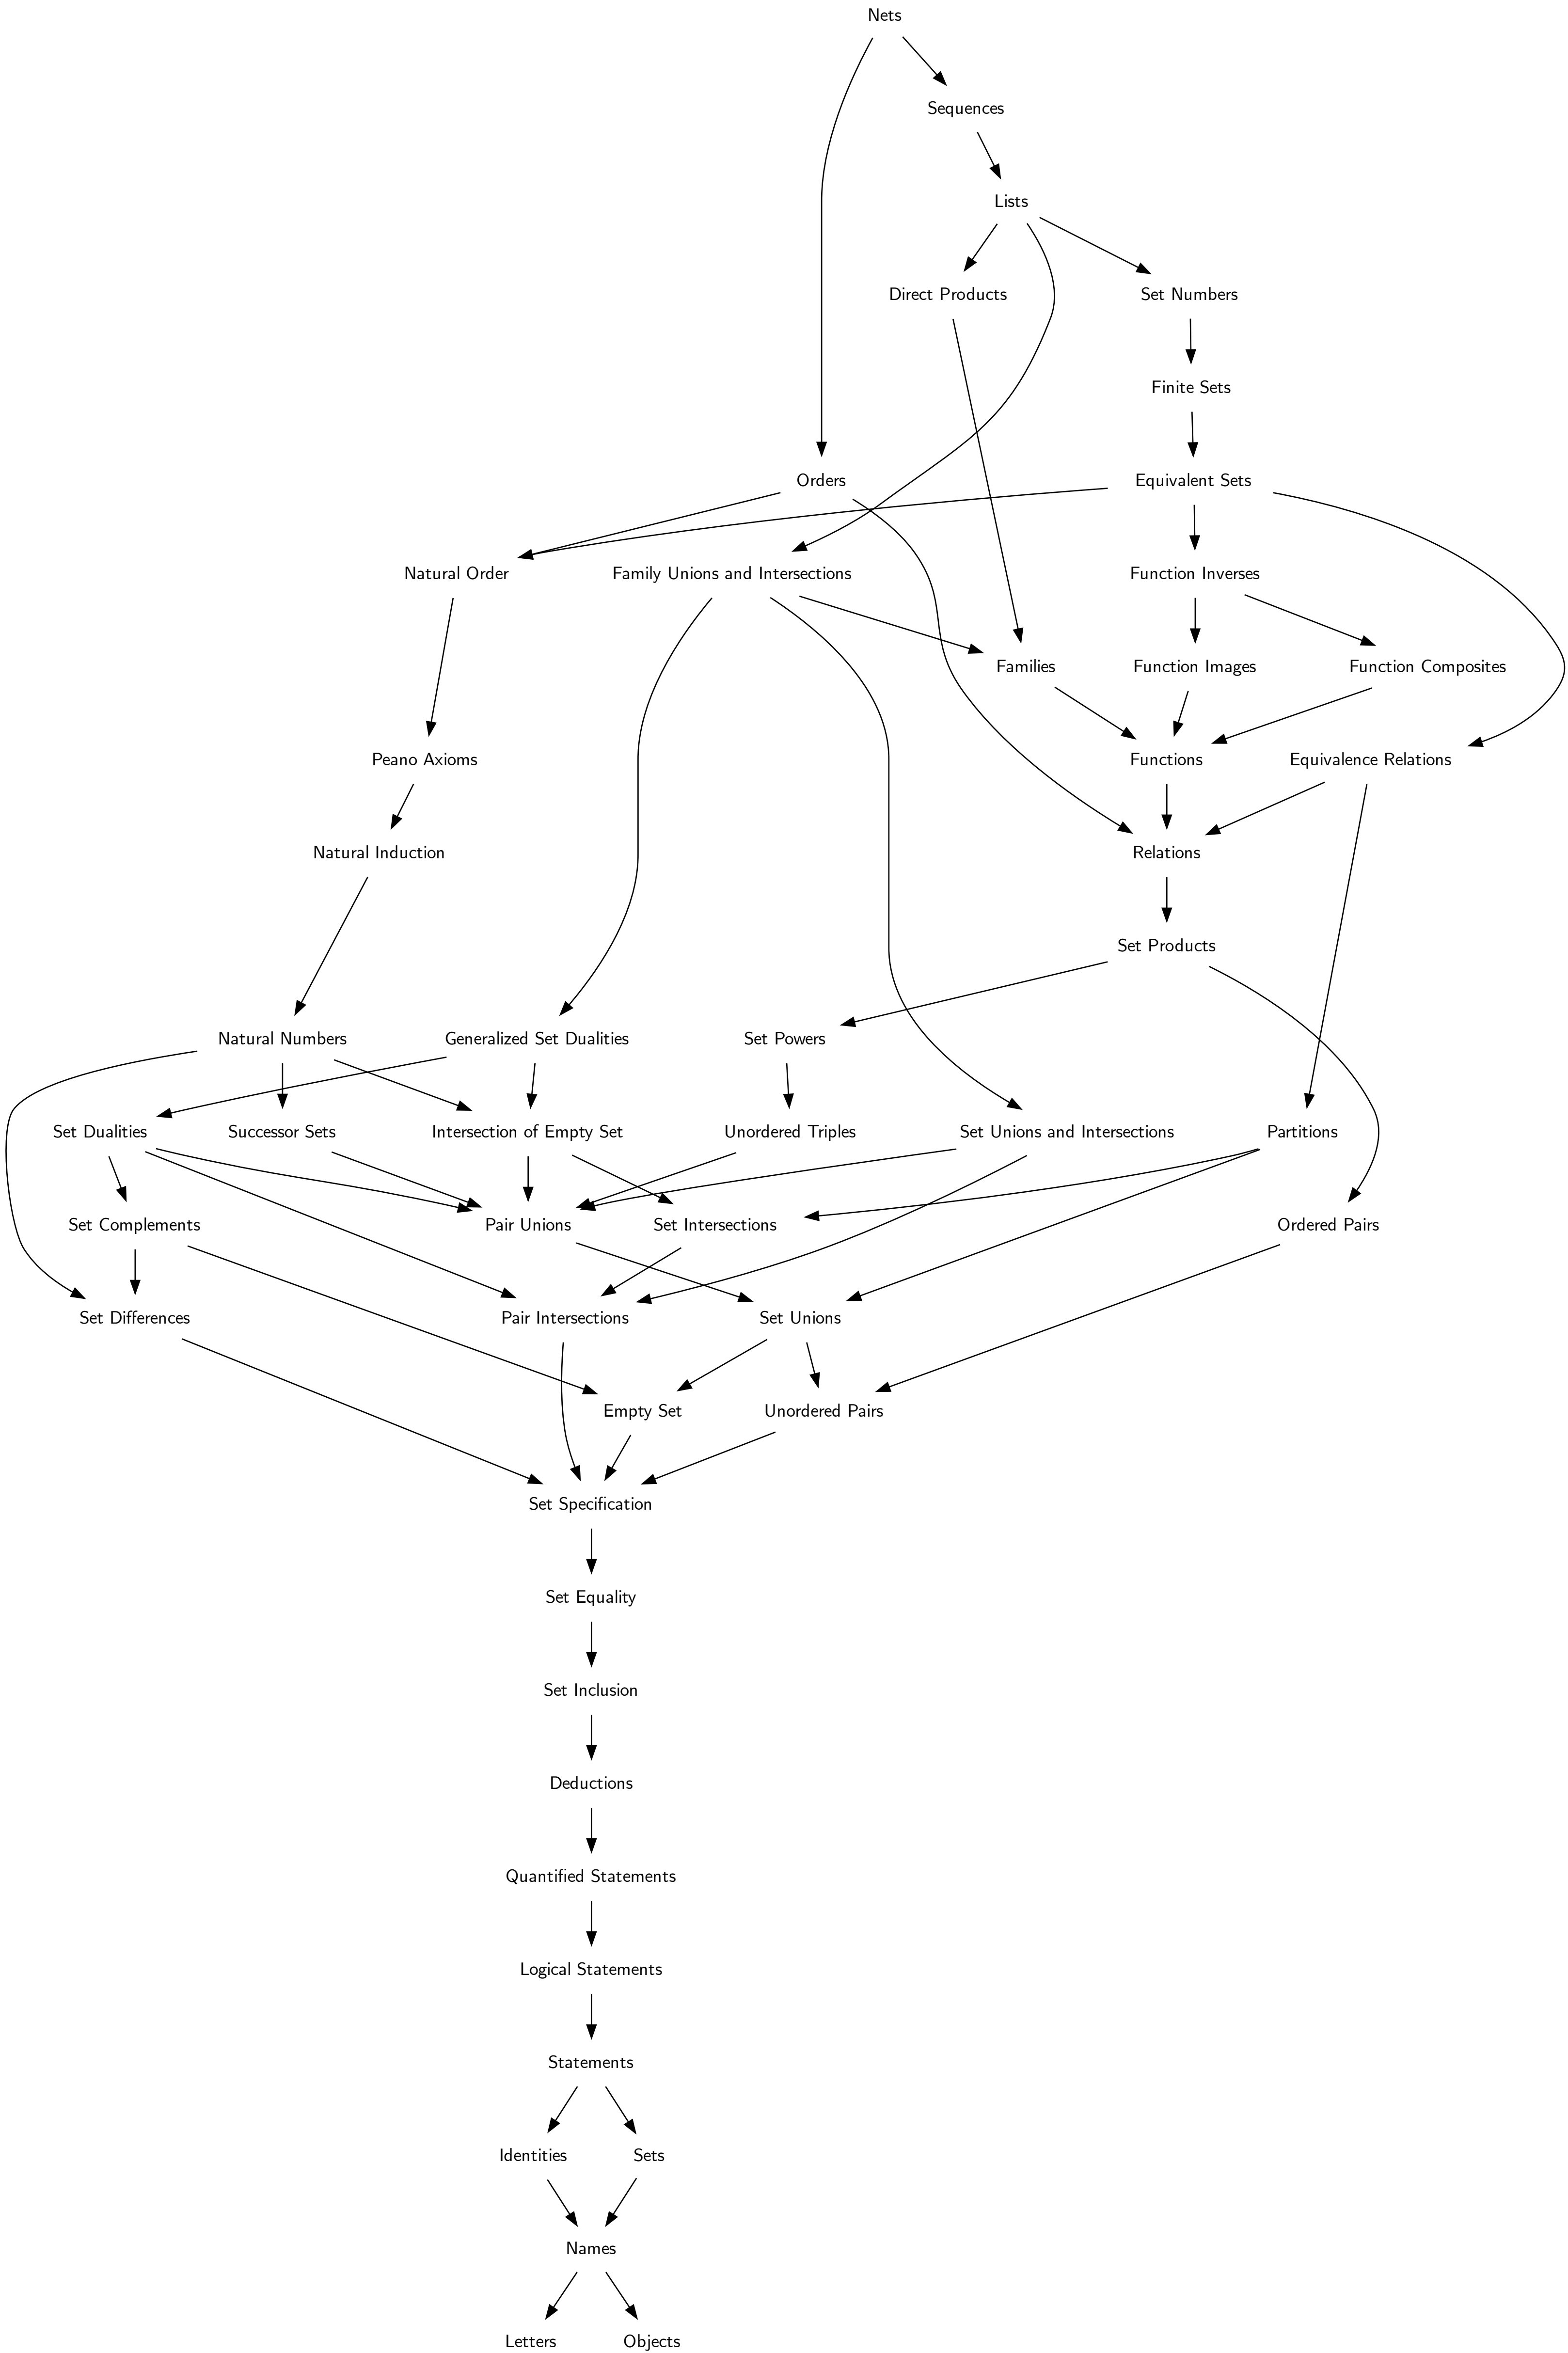 Nets
Sequences
Lists
Direct Products
Set Numbers
Finite Sets
Orders
Equivalent Sets
Natural Order
Family Unions and Intersections
Function Inverses
Families
Function Images
Function Composites
Peano Axioms
Functions
Equivalence Relations
Natural Induction
Relations
Set Products
Natural Numbers
Generalized Set Dualities
Set Powers
Set Dualities
Successor Sets
Intersection of Empty Set
Unordered Triples
Set Unions and Intersections
Partitions
Set Complements
Pair Unions
Set Intersections
Ordered Pairs
Set Differences
Pair Intersections
Set Unions
Empty Set
Unordered Pairs
Set Specification
Set Equality
Set Inclusion
Deductions
Quantified Statements
Logical Statements
Statements
Identities
Sets
Names
Letters
Objects